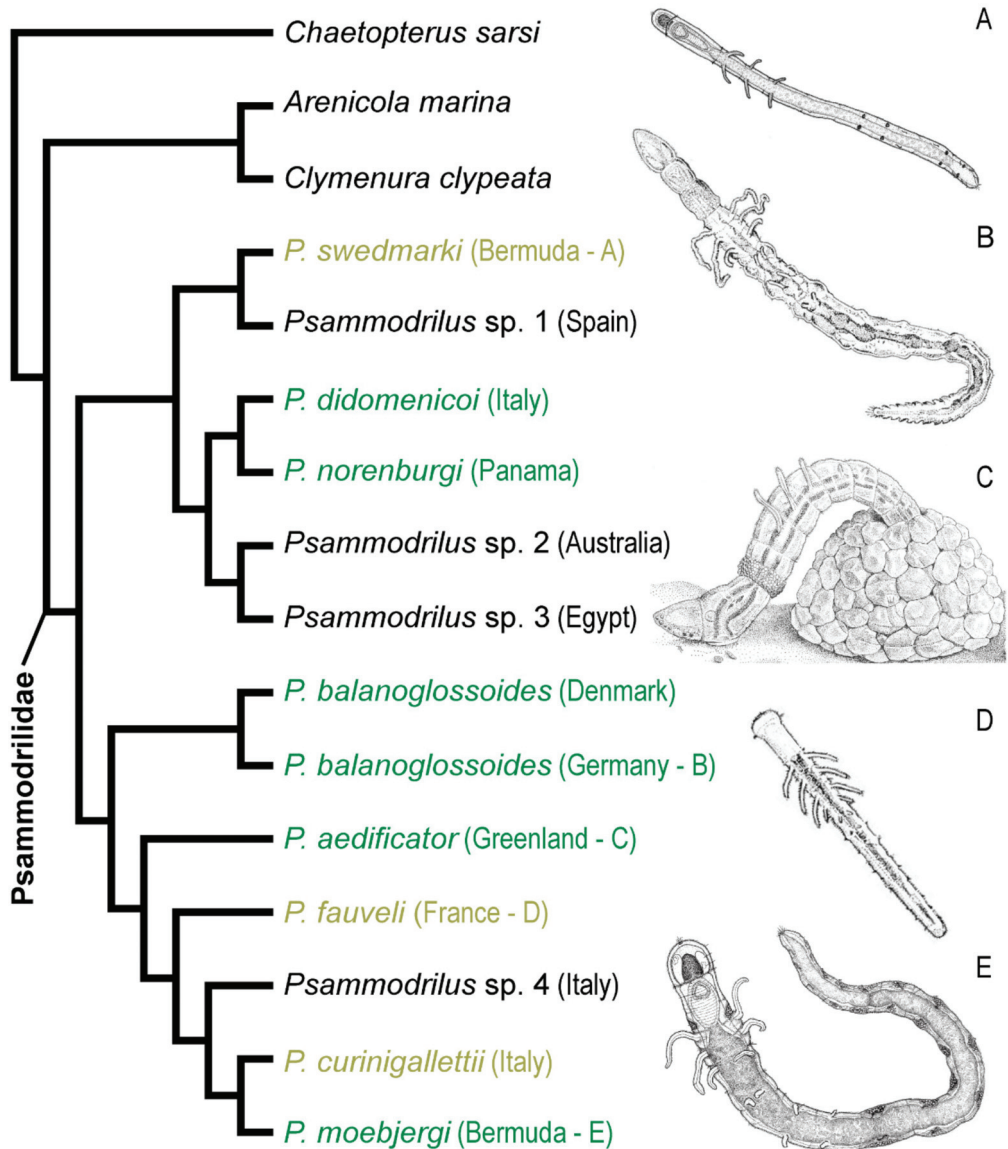 Chaetopterus sarsi
Arenicola marina
Clymenura clypeata
P. swedmarki (Bermuda - A)
Psammodrilus sp. 1 (Spain)
P. didomenicoi (Italy)
P. norenburgi (Panama)
Psammodrilus sp. 2 (Australia)
Psammodrilus sp. 3 (Egypt)
P. balanoglossoides (Denmark)
P. balanoglossoides (Germany - B)
P. aedificator (Greenland - C)
P. fauveli (France - D)
Psammodrilus sp. 4 (Italy)
P. curinigallettii (Italy)
P. moebjergi (Bermuda - E)
Psammodrilidae
A
B
C
D
E